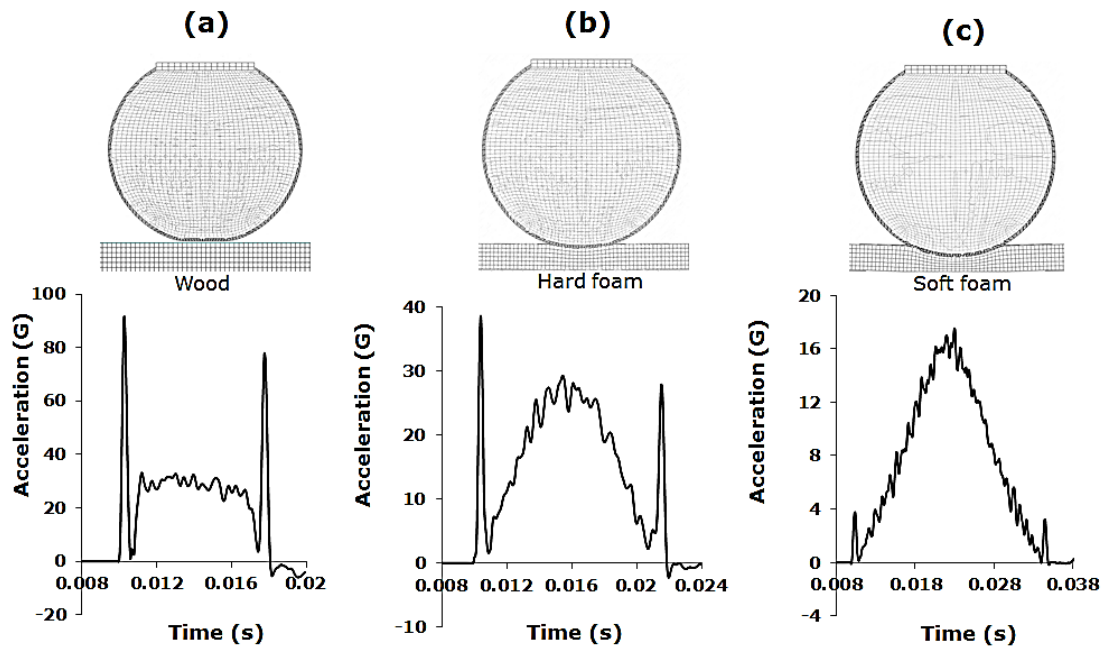 (a)
(b)
(c)
Wood
Hard foam
Soft foam
Acceleration (G)
100
80
60
40
20
0
-20
0.008
0.012
0.016
0.02
Time (s)
Acceleration (G)
40
30
20
10
0
-10
0.008
0.012
0.016
0.02
0.024
Time (s)
Acceleration (G)
20
16
12
8
4
0
-4
0.008
0.018
0.028
0.038
Time (s)